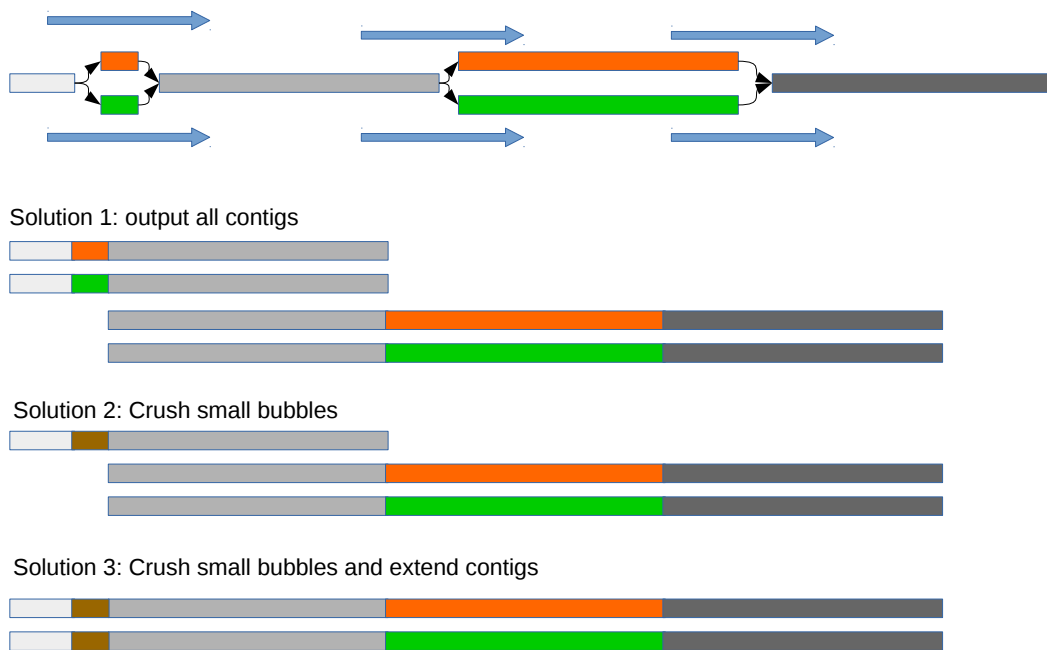 Solution 1: output all contigs
Solution 2: Crush small bubbles
Solution 3: Crush small bubbles and extend contigs